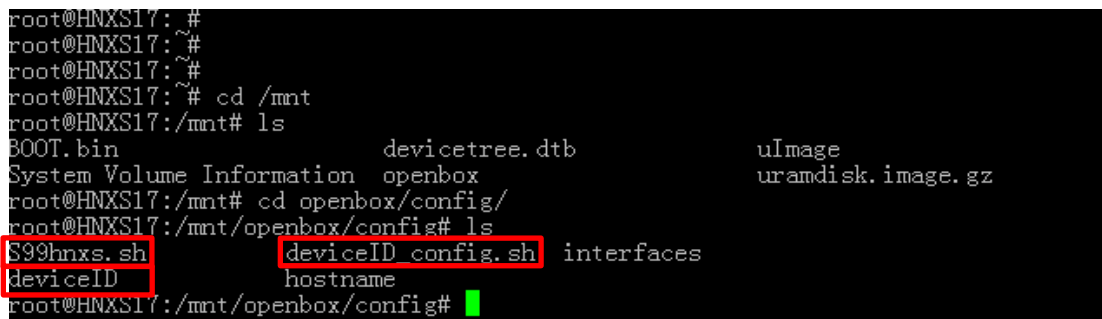 root@HNXS17:~#
root@HNXS17:~#
root@HNXS17:~#
root@HNXS17:~# cd /mnt
root@HNXS17:/mnt# ls
BOOT.bin devicetree.dtb uImage
System Volume Information openbox uramdisk.image.gz
root@HNXS17:/mnt# cd openbox/config/
root@HNXS17:/mnt/openbox/config# ls
S99hnxs.sh deviceID_config.sh interfaces
deviceID hostname
root@HNXS17:/mnt/openbox/config#